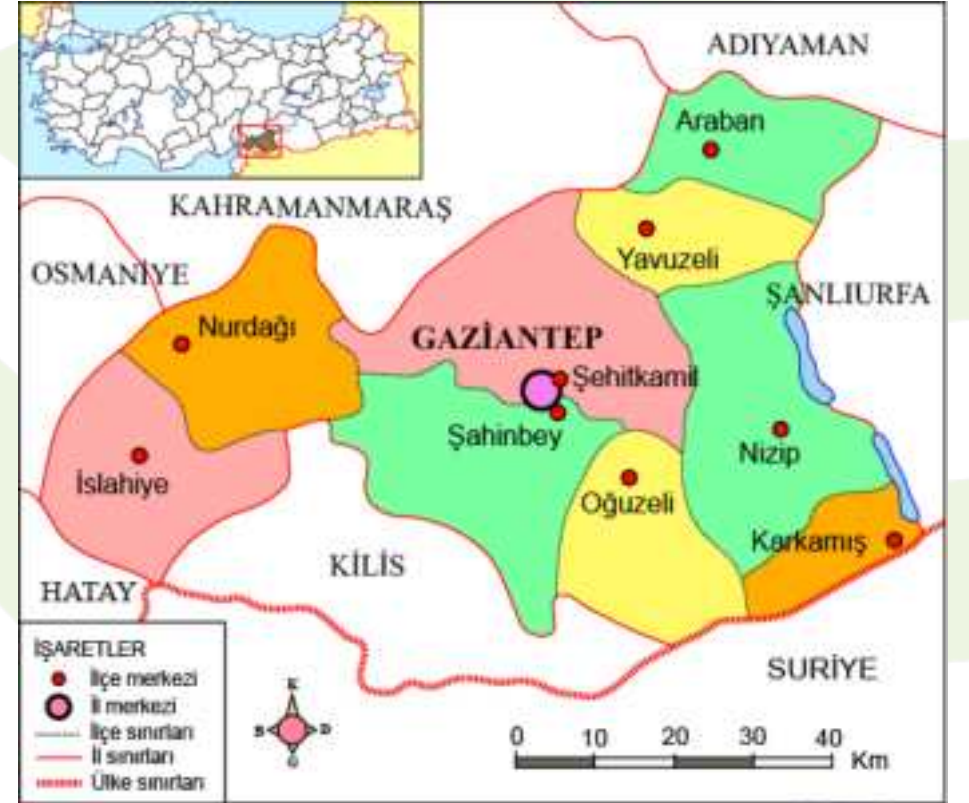 ADIYAMAN
Araban
KAHRAMANMARAŞ
Yavuzeli
OSMANİYE
ŞANLIURFA
Nurdağı
GAZİANTEP
Şehitkamil
Şahinbey
Nizip
İslahiye
Oğuzeli
Karkamış
KİLİS
HATAY
SURİYE
İŞARETLER
İlçe merkezi
İl merkezi
İlçe sınırları
İl sınırları
Ülke sınırları
K
B D
G
0 10 20 30 40
Km